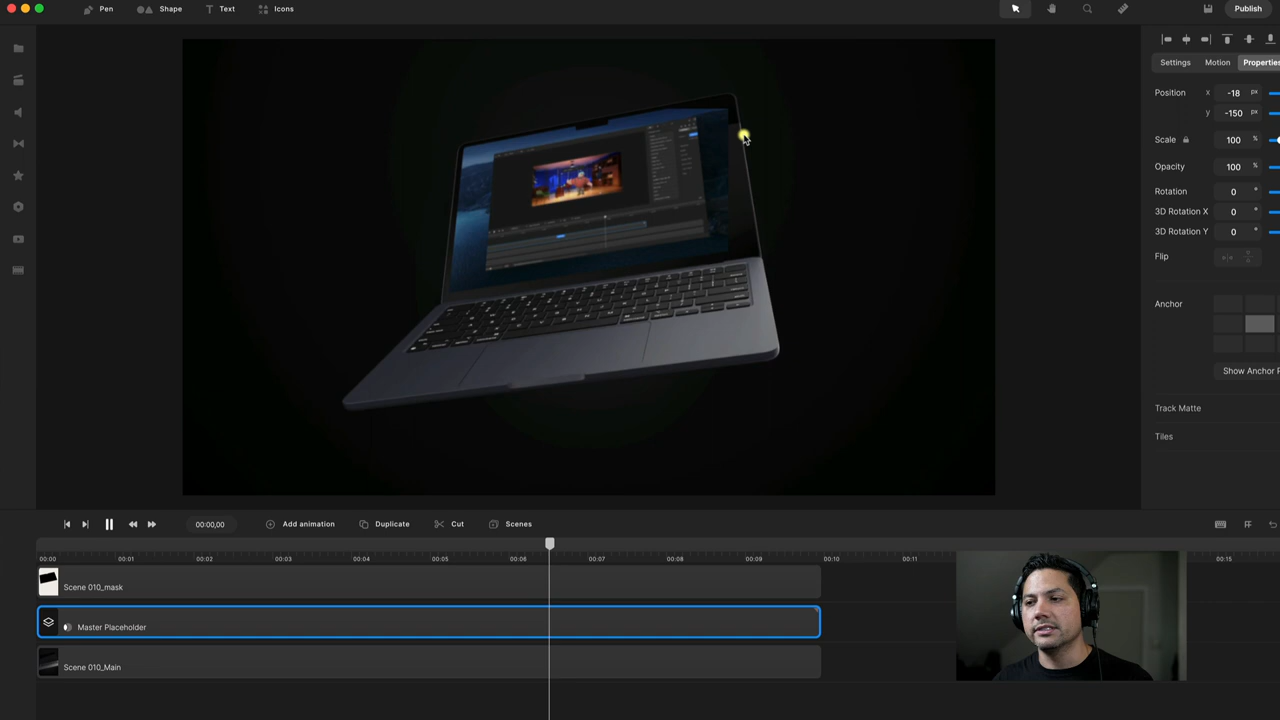 Pen Shape Text Icons Publish
Settings Motion Properties
Position x -18 px
y -150 px
Scale 100 %
Opacity 100 %
Rotation 0 °
3D Rotation X 0 °
3D Rotation Y 0 °
Flip
Anchor
Show Anchor P
Track Matte
Tiles
00:00,00 Add animation Duplicate Cut Scenes
00:00 00:01 00:02 00:03 00:04 00:05 00:06 00:07 00:08 00:09 00:10 00:11 00:15
Scene 010_mask
Master Placeholder
Scene 010_Main